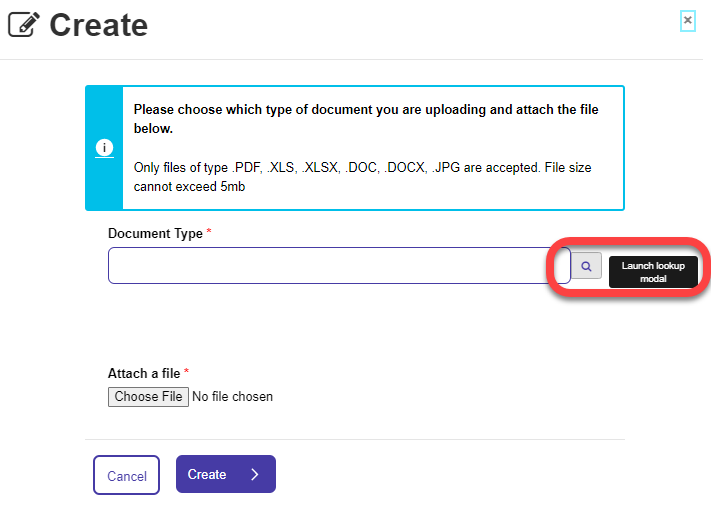 Create
×
Please choose which type of document you are uploading and attach the file
below.
Only files of type .PDF, .XLS, .XLSX, .DOC, .DOCX, .JPG are accepted. File size
cannot exceed 5mb
Document Type *
Launch lookup
modal
Attach a file *
Choose File No file chosen
Cancel
Create